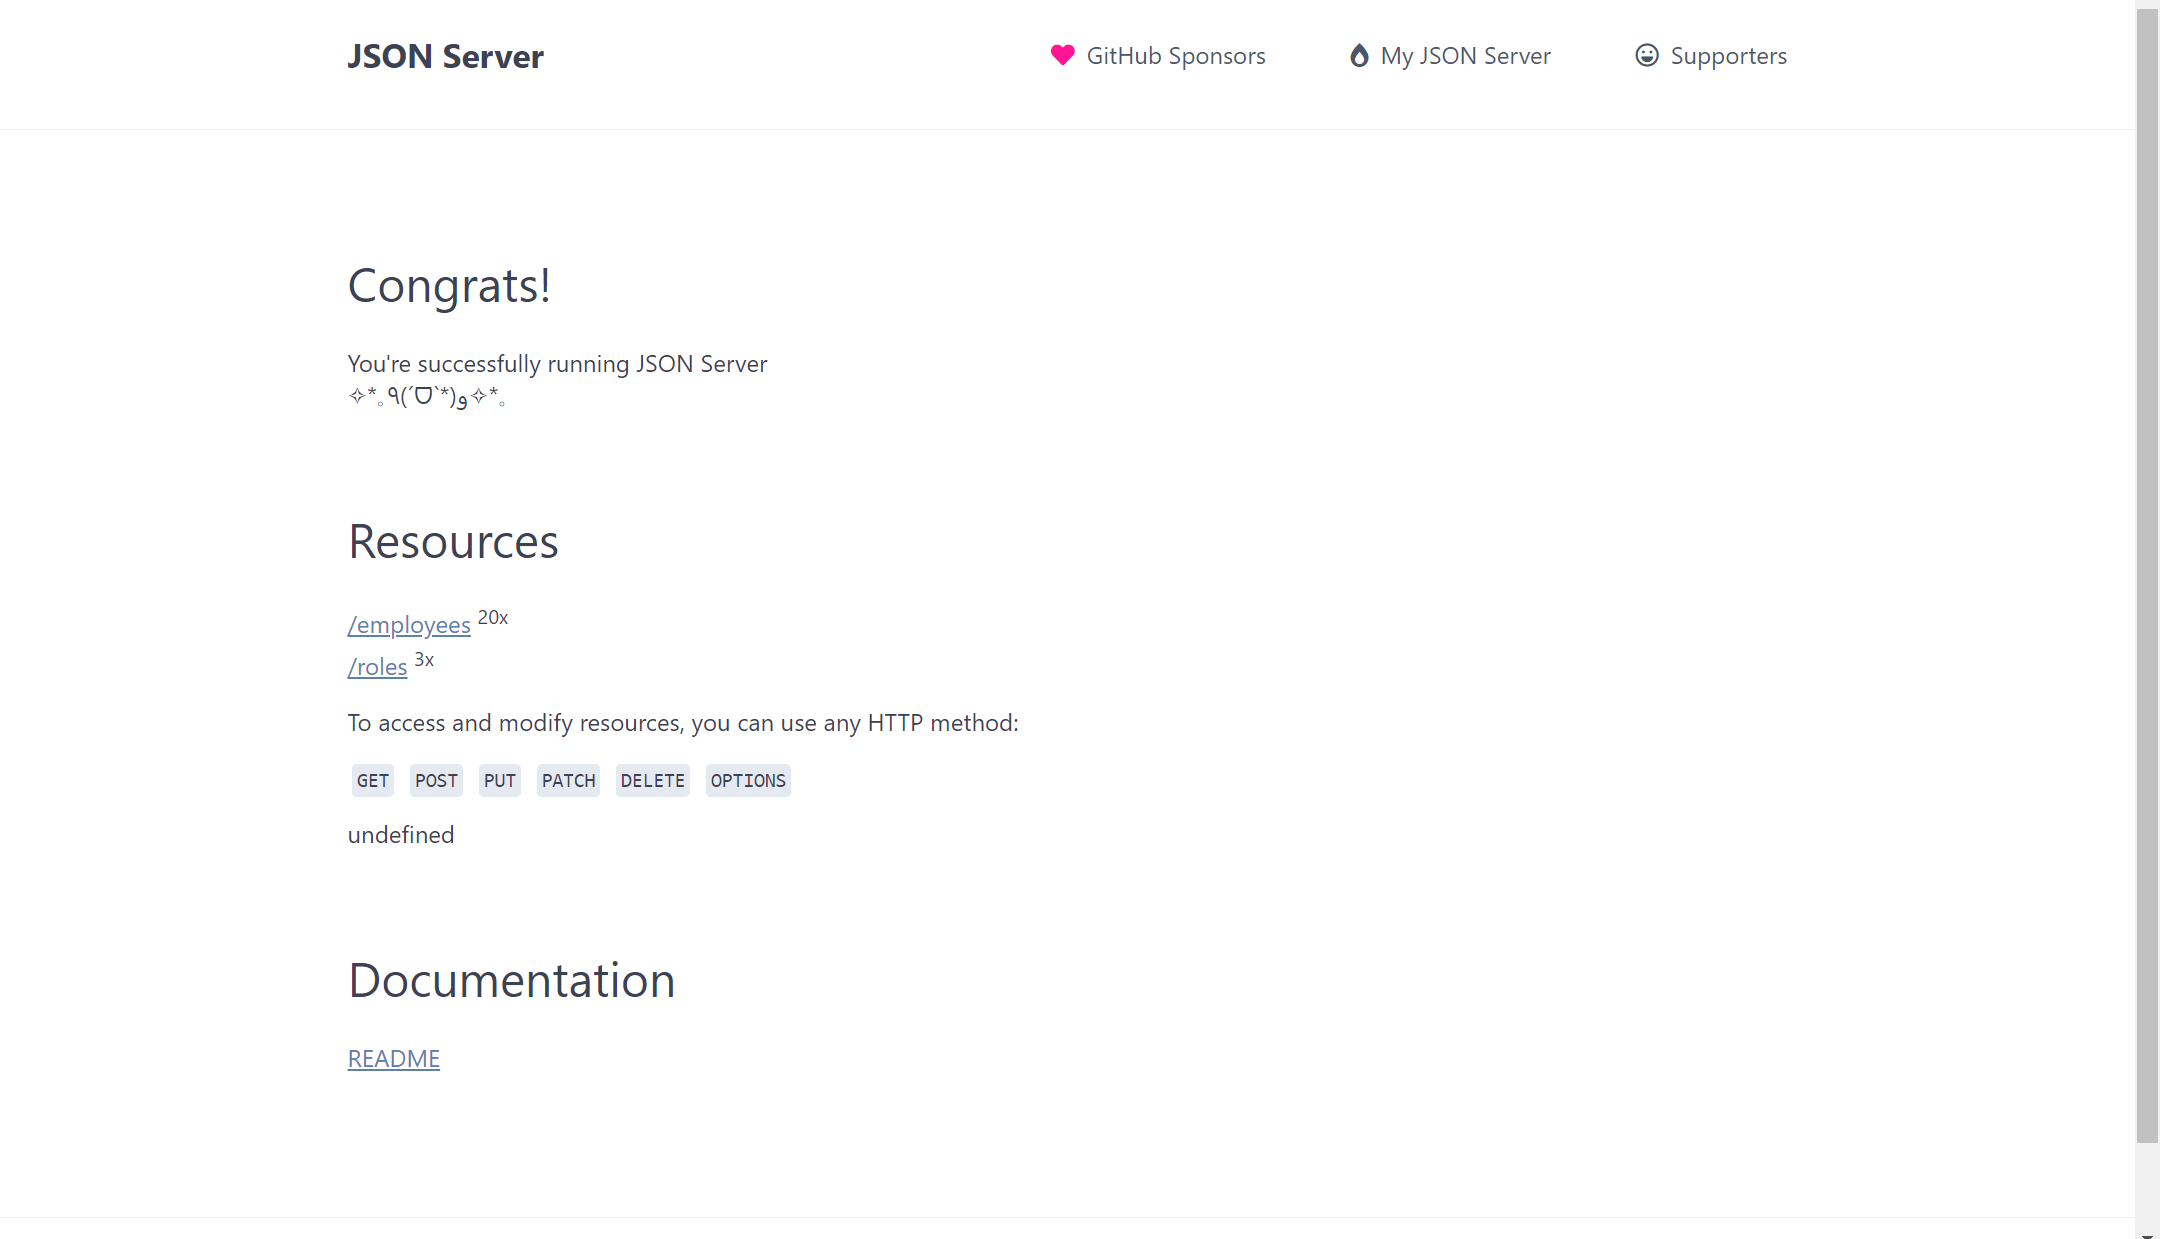 JSON Server
GitHub Sponsors
My JSON Server
Supporters
Congrats!
You're successfully running JSON Server
✧*｡٩(ˊᗜˋ*)و✧*｡
Resources
/employees 20x
/roles 3x
To access and modify resources, you can use any HTTP method:
GET POST PUT PATCH DELETE OPTIONS
undefined
Documentation
README